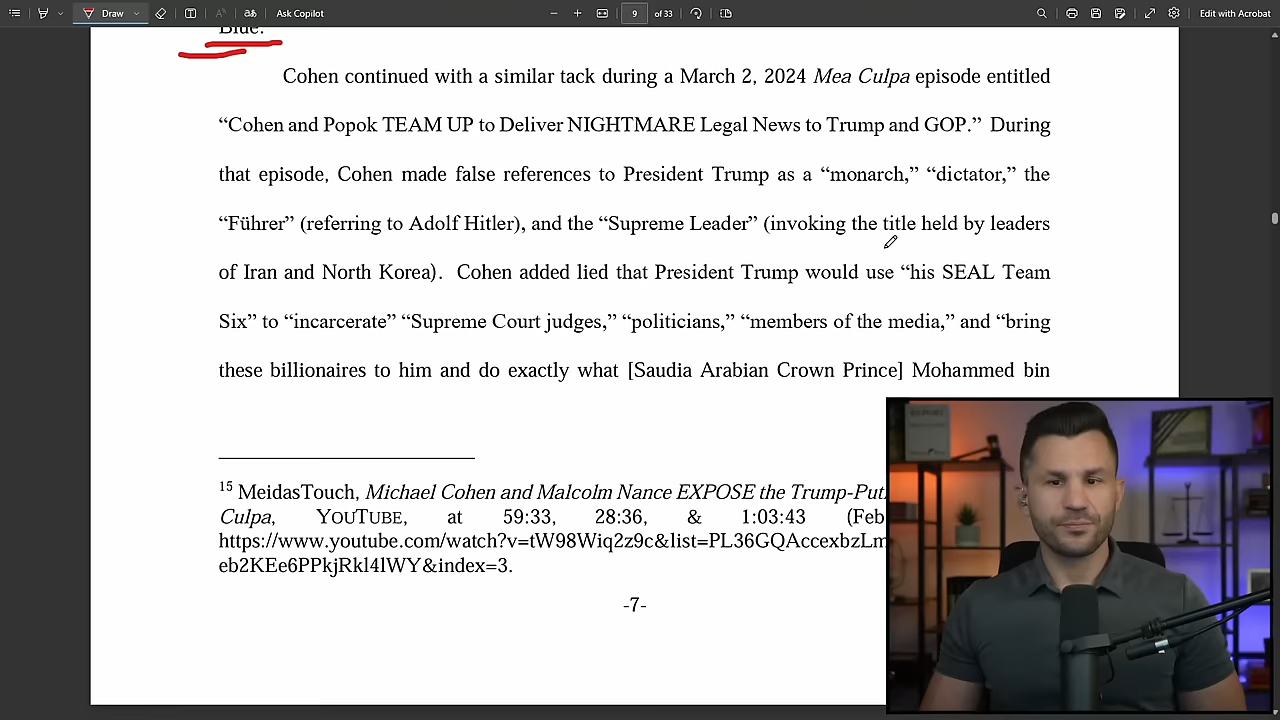 Draw
Ask Copilot
9 of 33
Edit with Acrobat
Blue.
Cohen continued with a similar tack during a March 2, 2024 Mea Culpa episode entitled
“Cohen and Popok TEAM UP to Deliver NIGHTMARE Legal News to Trump and GOP.” During
that episode, Cohen made false references to President Trump as a “monarch,” “dictator,” the
“Führer” (referring to Adolf Hitler), and the “Supreme Leader” (invoking the title held by leaders
of Iran and North Korea). Cohen added lied that President Trump would use “his SEAL Team
Six” to “incarcerate” “Supreme Court judges,” “politicians,” “members of the media,” and “bring
these billionaires to him and do exactly what [Saudia Arabian Crown Prince] Mohammed bin
15 MeidasTouch, Michael Cohen and Malcolm Nance EXPOSE the Trump-Put
Culpa, YOUTUBE, at 59:33, 28:36, & 1:03:43 (Feb
https://www.youtube.com/watch?v=tW98Wiq2z9c&list=PL36GQAccexbzLm
eb2KEe6PPkjRkl4lWY&index=3.
-7-